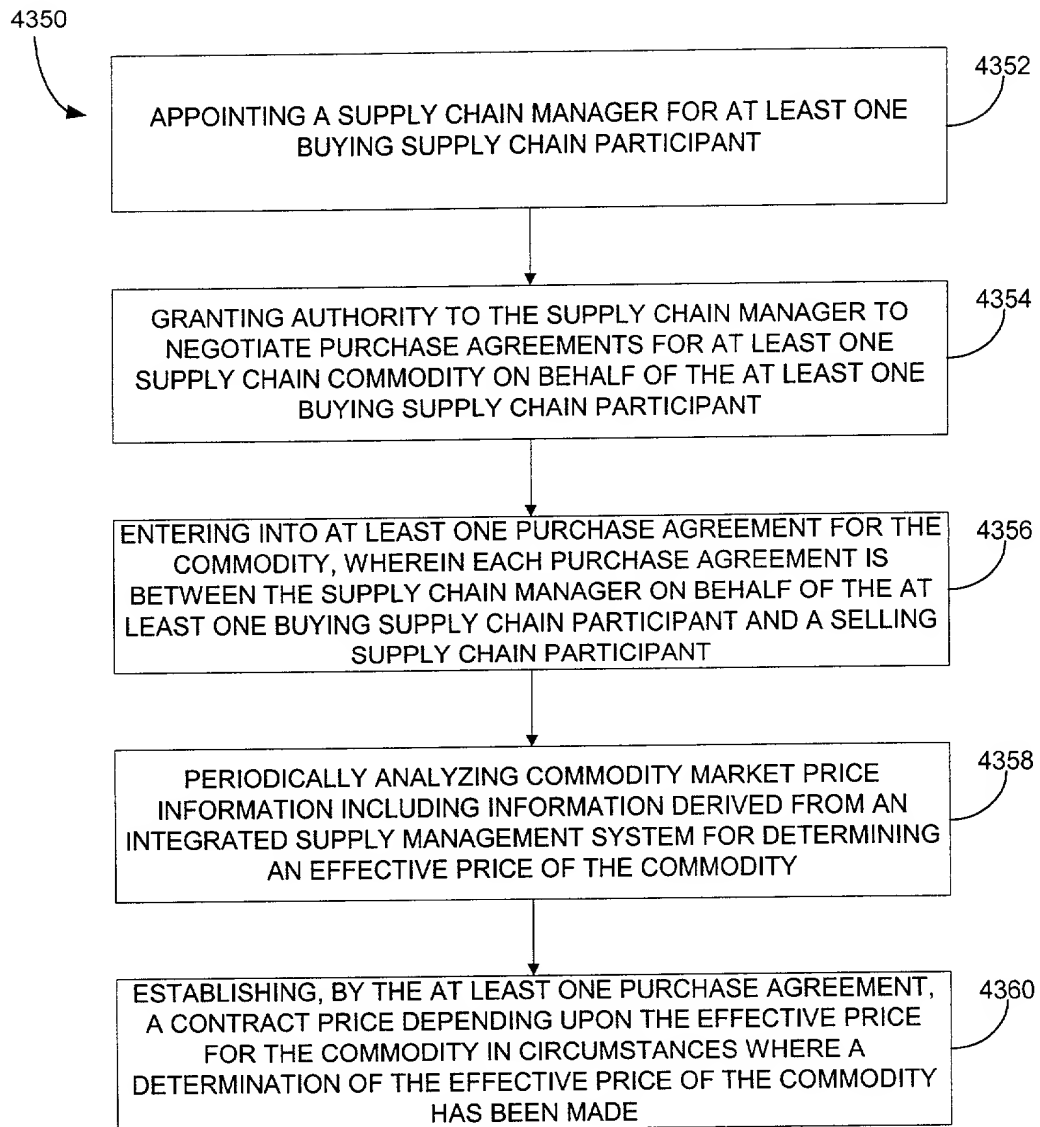 4350
4352
APPOINTING A SUPPLY CHAIN MANAGER FOR AT LEAST ONE
BUYING SUPPLY CHAIN PARTICIPANT
4354
GRANTING AUTHORITY TO THE SUPPLY CHAIN MANAGER TO
NEGOTIATE PURCHASE AGREEMENTS FOR AT LEAST ONE
SUPPLY CHAIN COMMODITY ON BEHALF OF THE AT LEAST ONE
BUYING SUPPLY CHAIN PARTICIPANT
4356
ENTERING INTO AT LEAST ONE PURCHASE AGREEMENT FOR THE
COMMODITY, WHEREIN EACH PURCHASE AGREEMENT IS
BETWEEN THE SUPPLY CHAIN MANAGER ON BEHALF OF THE AT
LEAST ONE BUYING SUPPLY CHAIN PARTICIPANT AND A SELLING
SUPPLY CHAIN PARTICIPANT
4358
PERIODICALLY ANALYZING COMMODITY MARKET PRICE
INFORMATION INCLUDING INFORMATION DERIVED FROM AN
INTEGRATED SUPPLY MANAGEMENT SYSTEM FOR DETERMINING
AN EFFECTIVE PRICE OF THE COMMODITY
4360
ESTABLISHING, BY THE AT LEAST ONE PURCHASE AGREEMENT,
A CONTRACT PRICE DEPENDING UPON THE EFFECTIVE PRICE
FOR THE COMMODITY IN CIRCUMSTANCES WHERE A
DETERMINATION OF THE EFFECTIVE PRICE OF THE COMMODITY
HAS BEEN MADE